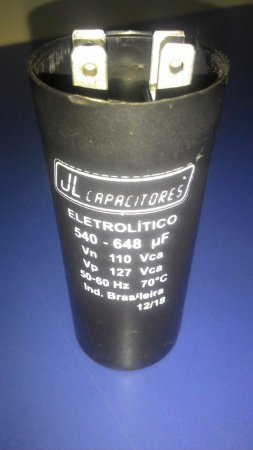 JL CAPACITORES
ELETROLÍTICO
540 - 648 µF
Vn 110 Vca
Vp 127 Vca
50-60 Hz 70°C
Ind. Brasileira
12/18